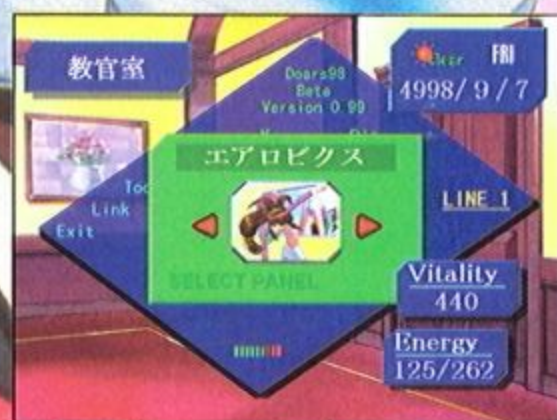 教官室
Doars98
Beta
Version 0.99
FRI
4998/9/7
エアロビクス
Link
Exit
LINE 1
SELECT PANEL
Vitality
440
Energy
125/262